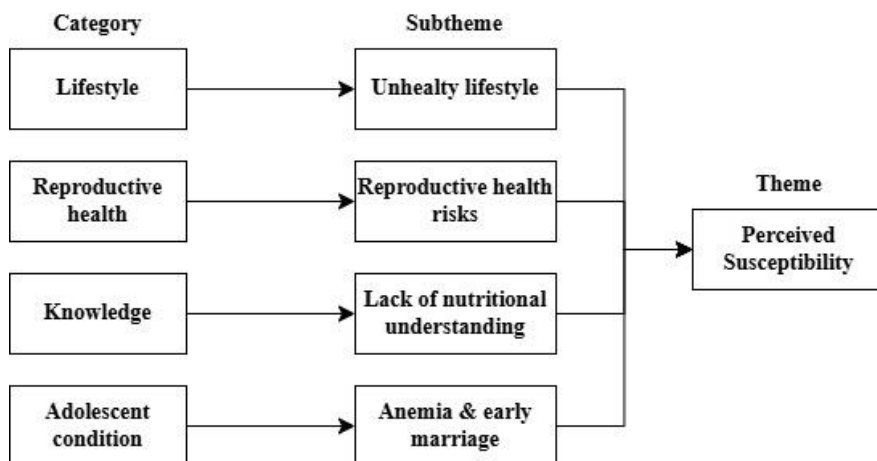 Category
Subtheme
Lifestyle
Unhealty lifestyle
Reproductive
health
Reproductive health
risks
Theme
Perceived
Susceptibility
Knowledge
Lack of nutritional
understanding
Adolescent
condition
Anemia & early
marriage